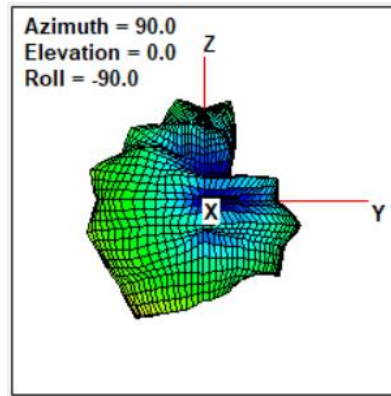 Azimuth = 90.0
Elevation = 0.0
Roll = -90.0
Z
X
Y